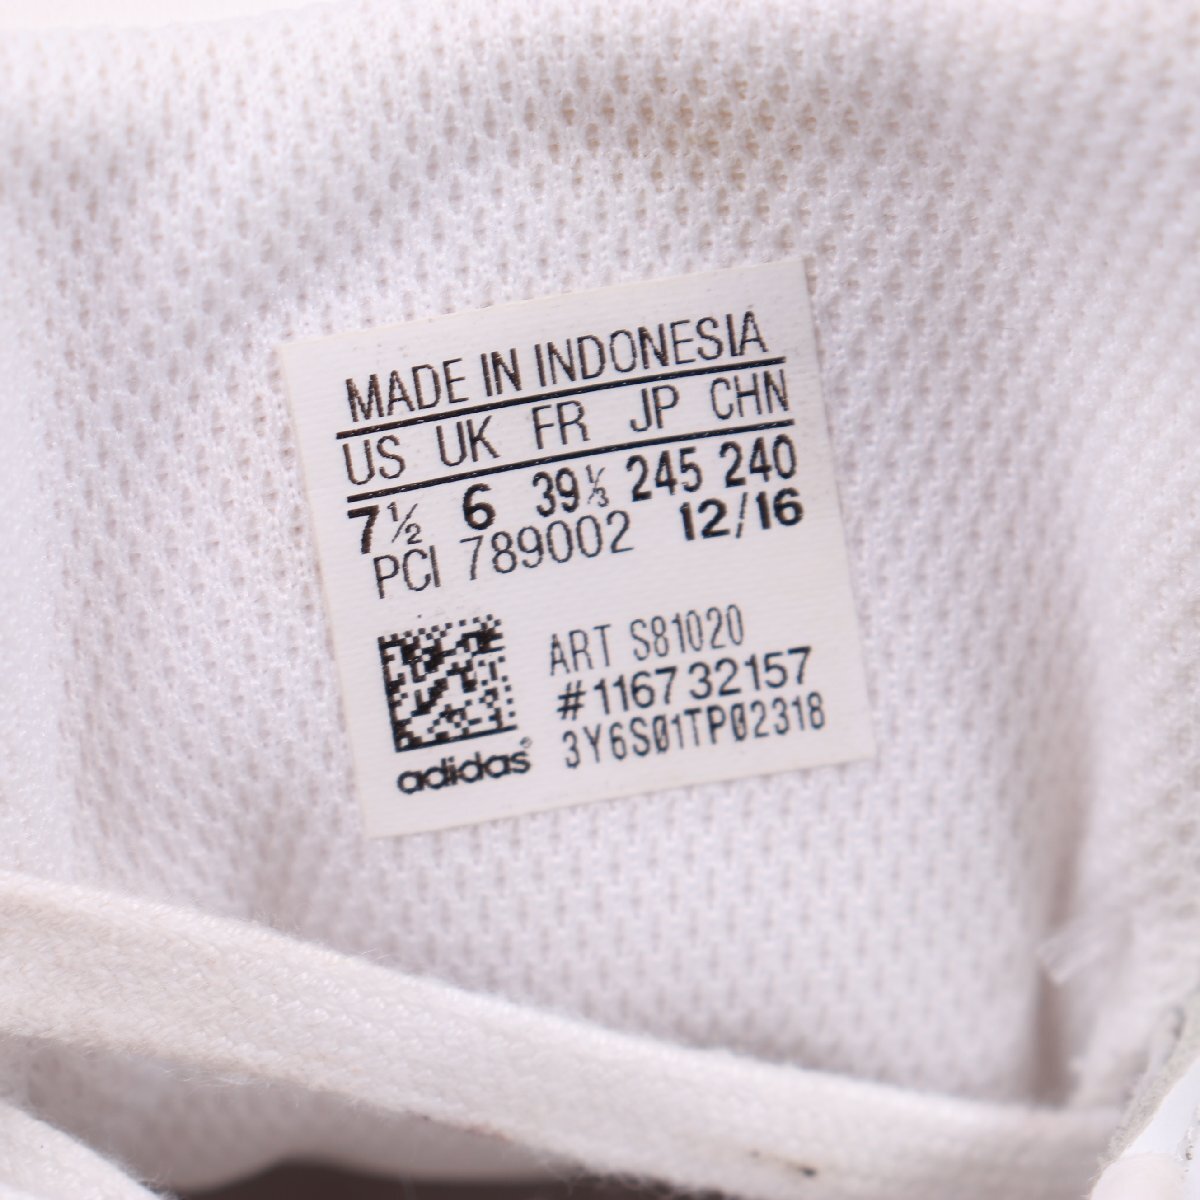 MADE IN INDONESIA
US UK FR JP CHN
7½ 6 39⅓ 245 240
PCI 789002 12/16
ART S81020
#116732157
3Y6S01TP02318
adidas®